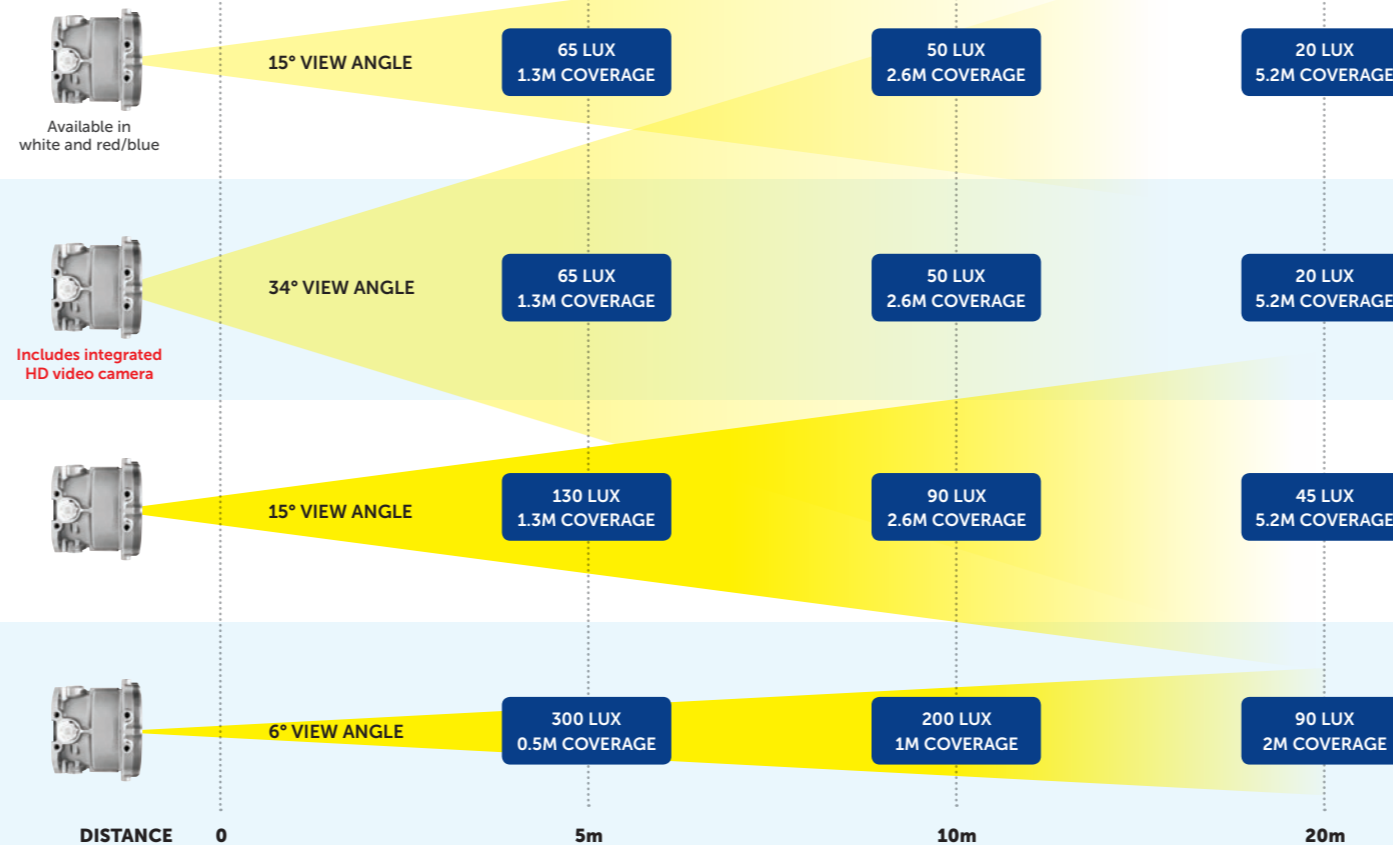 15° VIEW ANGLE
65 LUX
1.3M COVERAGE
50 LUX
2.6M COVERAGE
20 LUX
5.2M COVERAGE
Available in
white and red/blue
34° VIEW ANGLE
65 LUX
1.3M COVERAGE
50 LUX
2.6M COVERAGE
20 LUX
5.2M COVERAGE
Includes integrated
HD video camera
15° VIEW ANGLE
130 LUX
1.3M COVERAGE
90 LUX
2.6M COVERAGE
45 LUX
5.2M COVERAGE
6° VIEW ANGLE
300 LUX
0.5M COVERAGE
200 LUX
1M COVERAGE
90 LUX
2M COVERAGE
DISTANCE 0 5m 10m 20m